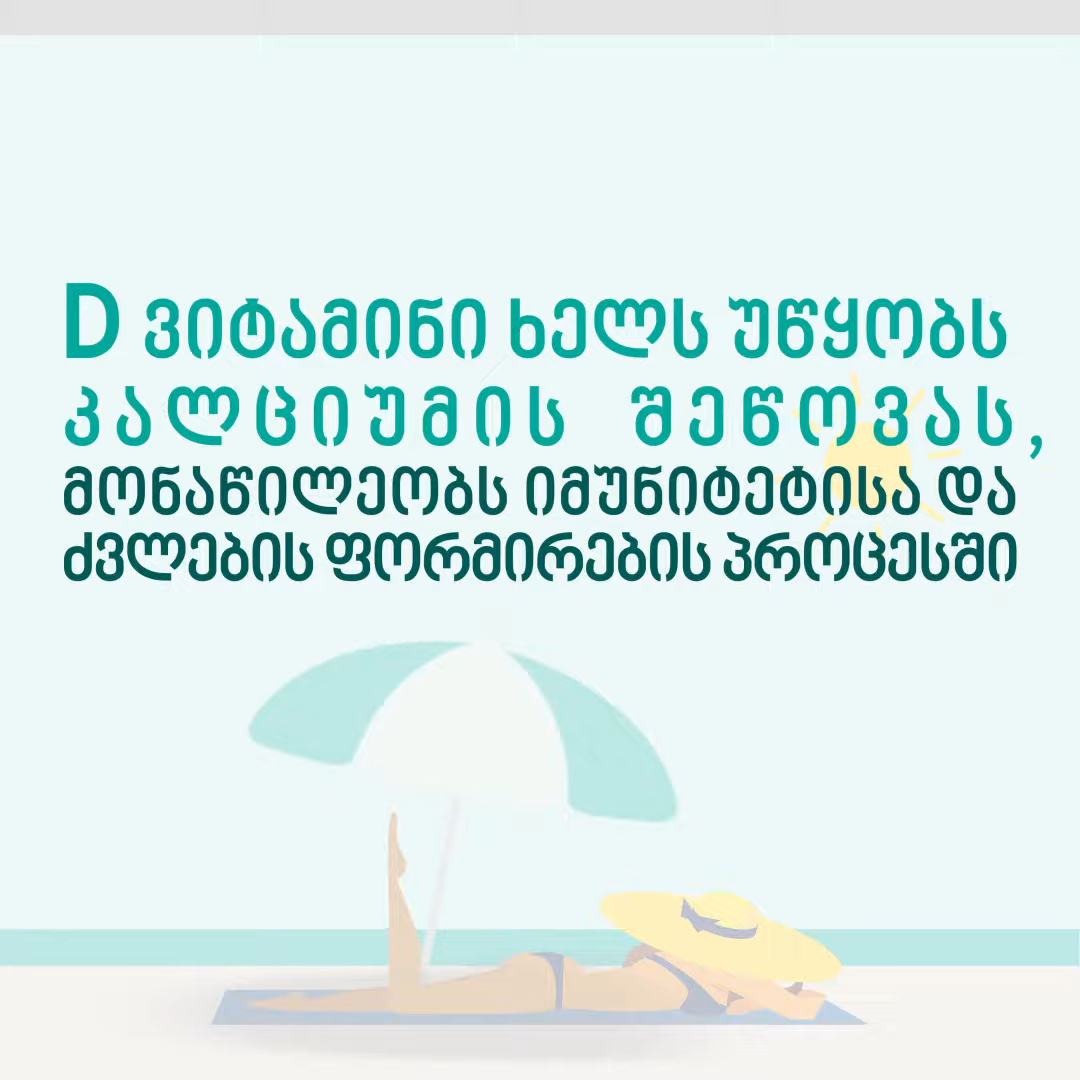 D ვიტამინი ხელს უწყობს
კალციუმის შეწოვას,
მონაწილეობს იმუნიტეტისა და
ძვლების ფორმირების პროცესში